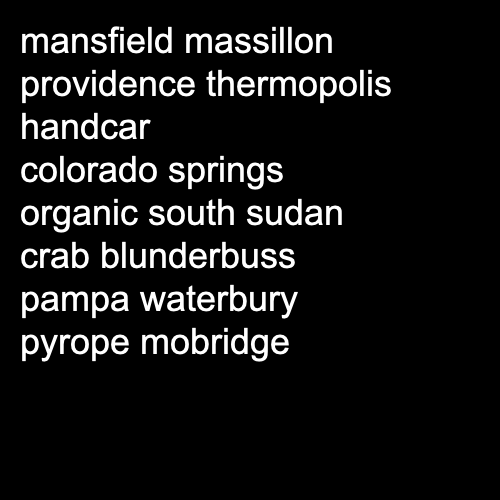 mansfield massillon
providence thermopolis
handcar
colorado springs
organic south sudan
crab blunderbuss
pampa waterbury
pyrope mobridge